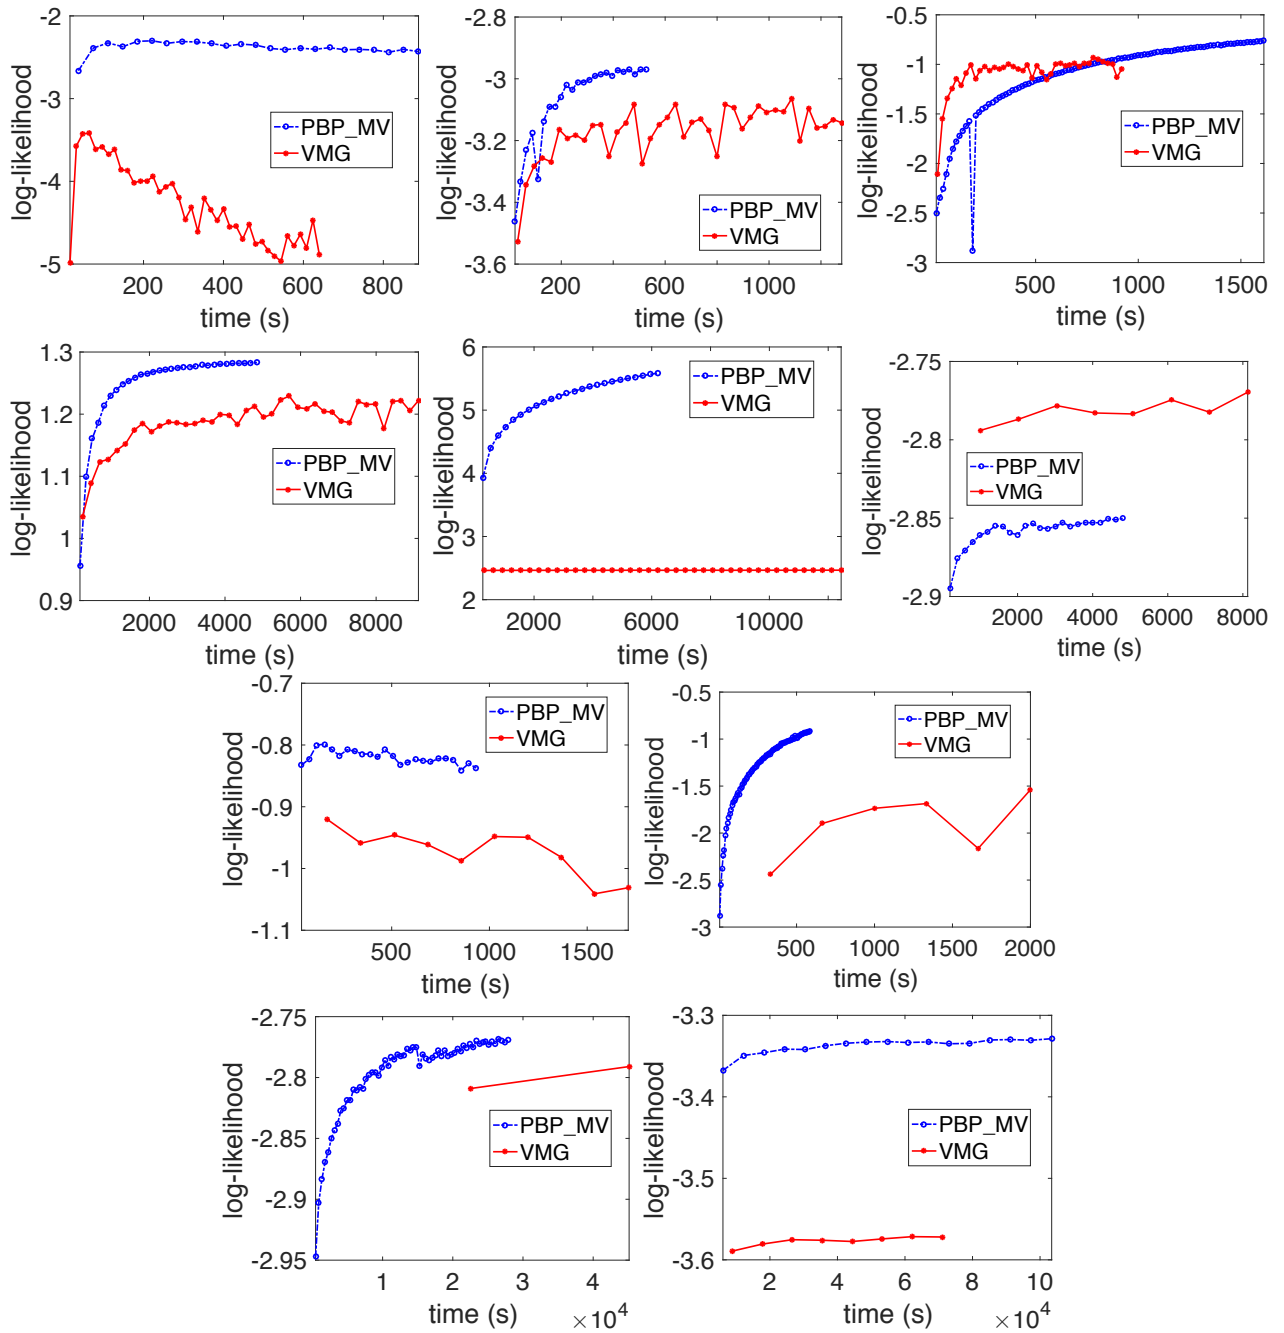 -2
-3
-4
-5
log-likelihood
PBP_MV
VMG
200 400 600 800
time (s)
-2.8
-3
-3.2
-3.4
-3.6
log-likelihood
PBP_MV
VMG
200 600 1000
time (s)
-0.5
-1
-1.5
-2
-2.5
-3
log-likelihood
PBP_MV
VMG
500 1000 1500
time (s)
1.3
1.2
1.1
1
0.9
log-likelihood
PBP_MV
VMG
2000 4000 6000 8000
time (s)
6
5
4
3
2
log-likelihood
PBP_MV
VMG
2000 6000 10000
time (s)
-2.75
-2.8
-2.85
-2.9
log-likelihood
PBP_MV
VMG
2000 4000 6000 8000
time (s)
-0.7
-0.8
-0.9
-1
-1.1
log-likelihood
PBP_MV
VMG
500 1000 1500
time (s)
-0.5
-1
-1.5
-2
-2.5
-3
log-likelihood
PBP_MV
VMG
500 1000 1500 2000
time (s)
-2.75
-2.8
-2.85
-2.9
-2.95
log-likelihood
PBP_MV
VMG
1 2 3 4
time (s)
×10^4
-3.3
-3.4
-3.5
-3.6
log-likelihood
PBP_MV
VMG
2 4 6 8 10
time (s)
×10^4